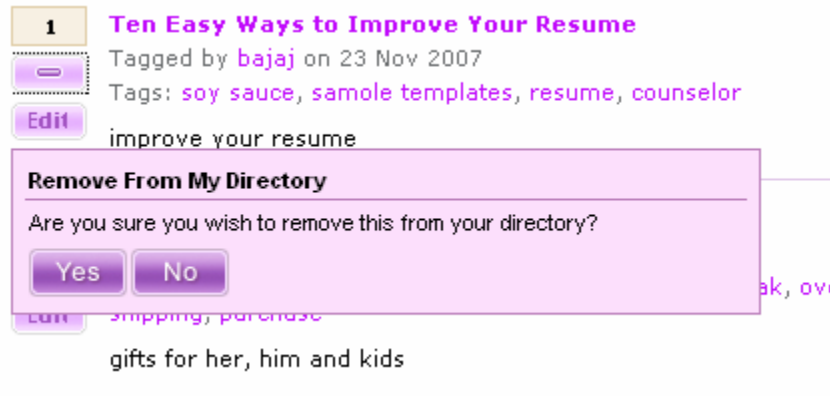 1 Ten Easy Ways to Improve Your Resume
Tagged by bajaj on 23 Nov 2007
Tags: soy sauce, samole templates, resume, counselor
Edit
improve your resume
Remove From My Directory
Are you sure you wish to remove this from your directory?
Yes No
Edit shipping, purchase
gifts for her, him and kids